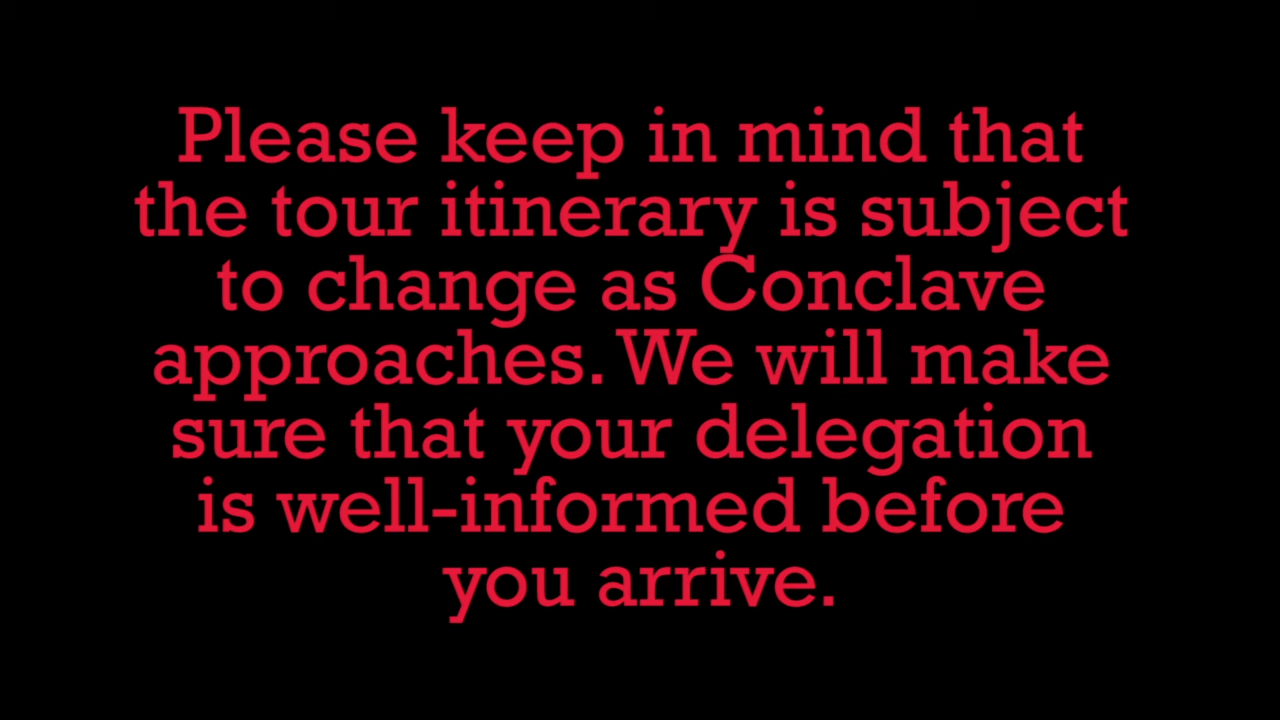 Please keep in mind that
the tour itinerary is subject
to change as Conclave
approaches. We will make
sure that your delegation
is well-informed before
you arrive.